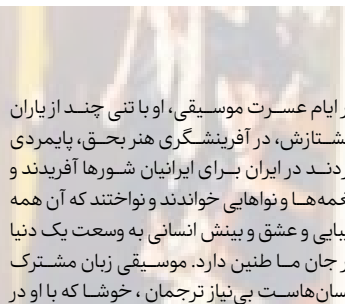 ر ایام عسرت موسیقی، او با تنی چند از یاران
شتازش، در آفرینشگری هنر بحق، پایمردی
ردند در ایران برای ایرانیان شورها آفریدند و
غمه‌ها و نواهایی خواندند و نواختند که آن همه
یبایی و عشق و بینش انسانی به وسعت یک دنیا
ر جان ما طنین دارد. موسیقی زبان مشترک
سان‌هاست بی‌نیاز ترجمان ، خوشا که با او در